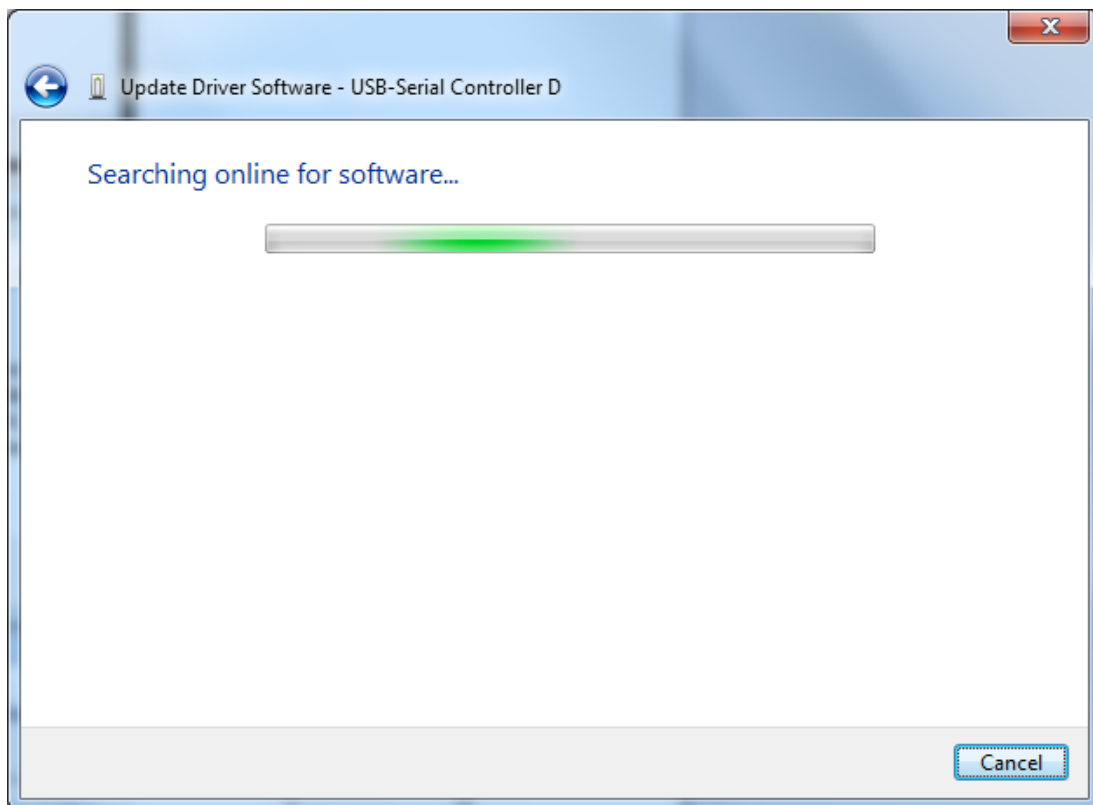 Update Driver Software - USB-Serial Controller D
Searching online for software...
Cancel